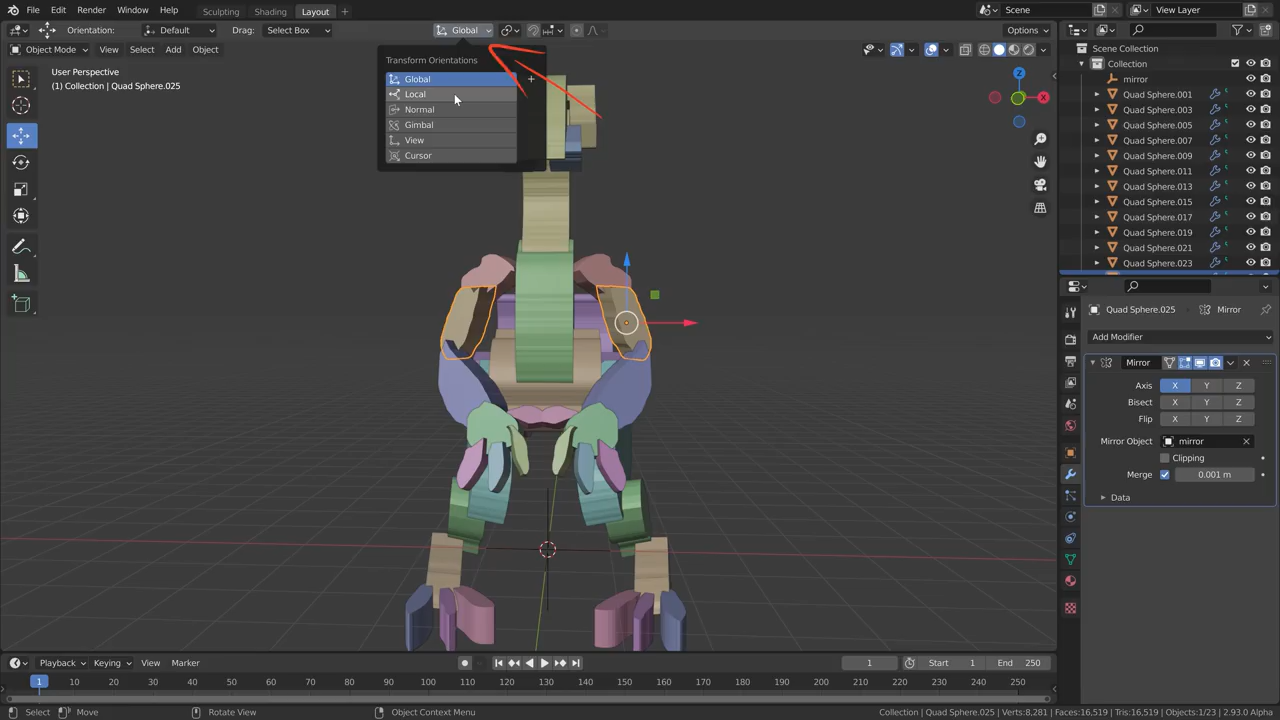 File Edit Render Window Help Sculpting Shading Layout + Scene View Layer
Orientation: Default Drag: Select Box Global Options
Object Mode View Select Add Object
User Perspective
(1) Collection | Quad Sphere.025
Transform Orientations
Global
Local
Normal
Gimbal
View
Cursor
Z
X
Scene Collection
Collection
mirror
Quad Sphere.001
Quad Sphere.003
Quad Sphere.005
Quad Sphere.007
Quad Sphere.009
Quad Sphere.011
Quad Sphere.013
Quad Sphere.015
Quad Sphere.017
Quad Sphere.019
Quad Sphere.021
Quad Sphere.023
Quad Sphere.025 Mirror
Add Modifier
Mirror
Axis X Y Z
Bisect X Y Z
Flip X Y Z
Mirror Object mirror
Clipping
Merge 0.001 m
Data
Playback Keying View Marker 1 Start 1 End 250
1 10 20 30 40 50 60 70 80 90 100 110 120 130 140 150 160 170 180 190 200 210 220 230 240 250
Select Move Rotate View Object Context Menu Collection | Quad Sphere.025 | Verts:8,281 | Faces:16,519 | Tris:16,519 | Objects:1/23 | 2.93.0 Alpha